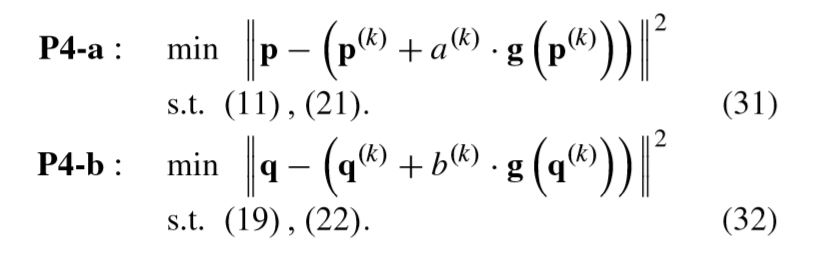 P4-a : min ‖p − (p^(k) + a^(k) · g (p^(k)))‖²
s.t. (11) , (21). (31)
P4-b : min ‖q − (q^(k) + b^(k) · g (q^(k)))‖²
s.t. (19) , (22). (32)